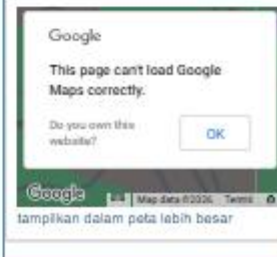 Google
This page can't load Google
Maps correctly.
Do you own this
website?
OK
Google
Map data ©2026
Terms
tampilkan dalam peta lebih besar